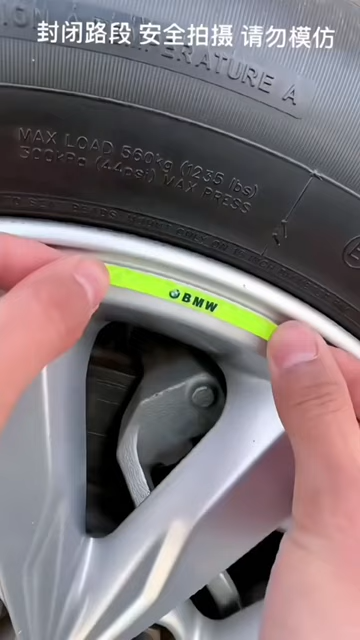 封闭路段 安全拍摄 请勿模仿
TEMPERATURE A
MAX LOAD 560kg (1235 lbs)
300kPa (44psi) MAX PRESS
BMW